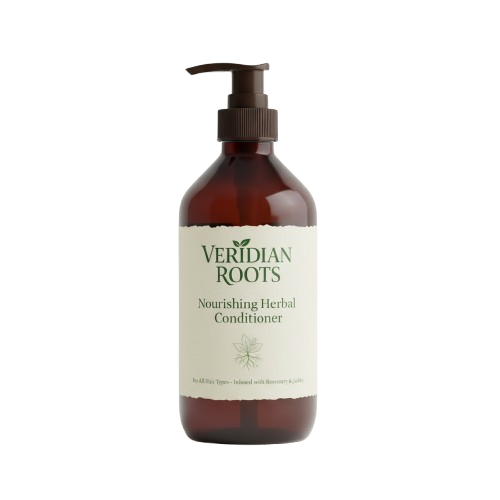 VERIDIAN
ROOTS
Nourishing Herbal
Conditioner
For All Hair Types - Infused with Rosemary &